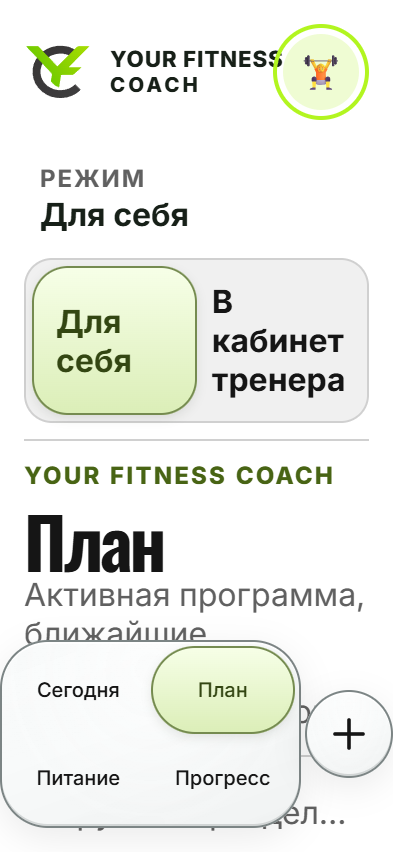 YOUR FITNESS
COACH
РЕЖИМ
Для себя
Для
себя
В
кабинет
тренера
YOUR FITNESS COACH
План
Активная программа,
ближайшие
Сегодня
План
Питание
Прогресс